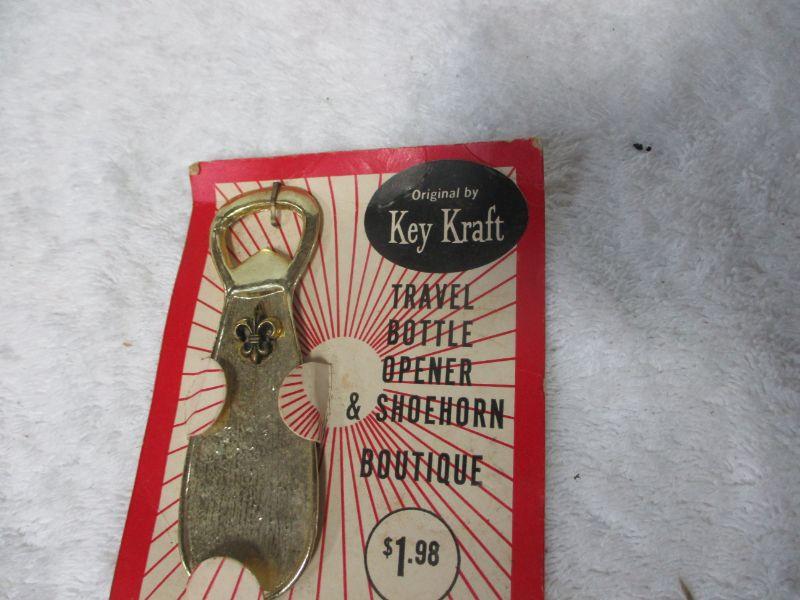 Original by
Key Kraft
TRAVEL
BOTTLE
OPENER
& SHOEHORN
BOUTIQUE
$1.98